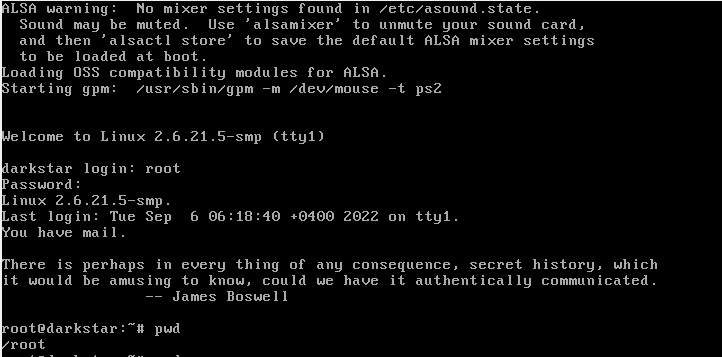 ALSA warning:  No mixer settings found in /etc/asound.state.
  Sound may be muted.  Use 'alsamixer' to unmute your sound card,
  and then 'alsactl store' to save the default ALSA mixer settings
  to be loaded at boot.
Loading OSS compatibility modules for ALSA.
Starting gpm:  /usr/sbin/gpm -m /dev/mouse -t ps2
Welcome to Linux 2.6.21.5-smp (tty1)
darkstar login: root
Password:
Linux 2.6.21.5-smp.
Last login: Tue Sep  6 06:18:40 +0400 2022 on tty1.
You have mail.
There is perhaps in every thing of any consequence, secret history, which
it would be amusing to know, could we have it authentically communicated.
                -- James Boswell
root@darkstar:~# pwd
/root